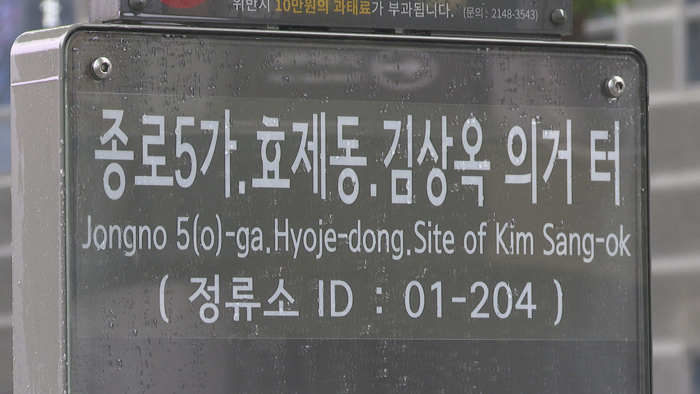 위반시 10만원의 과태료가 부과됩니다. (문의 : 2148-3543)
종로5가.효제동.김상옥 의거 터
Jongno 5(o)-ga.Hyoje-dong.Site of Kim Sang-ok
( 정류소 ID : 01-204 )